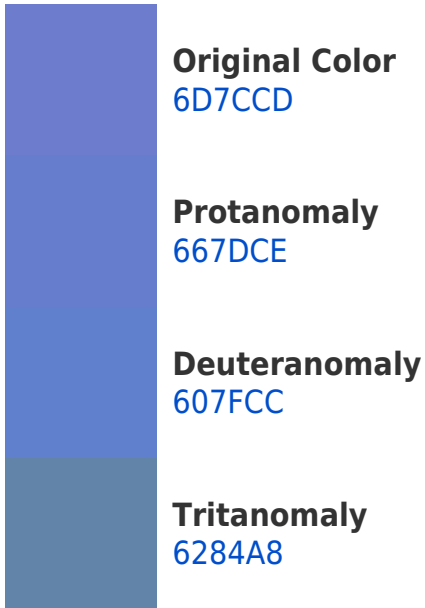 Original Color
6D7CCD
Protanomaly
667DCE
Deuteranomaly
607FCC
Tritanomaly
6284A8